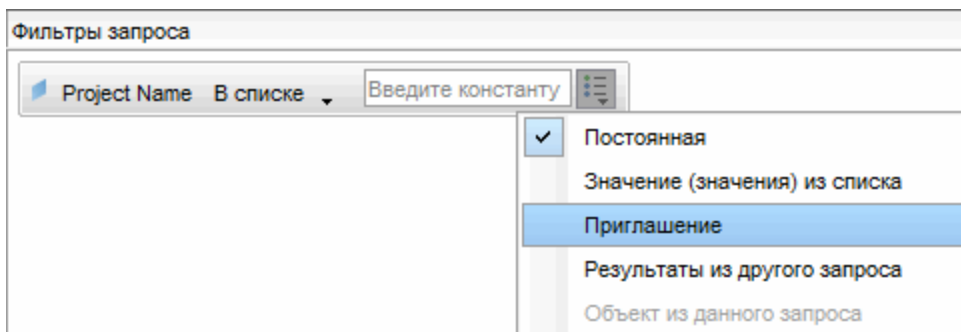 Фильтры запроса
Project Name В списке Введите константу
Постоянная
Значение (значения) из списка
Приглашение
Результаты из другого запроса
Объект из данного запроса